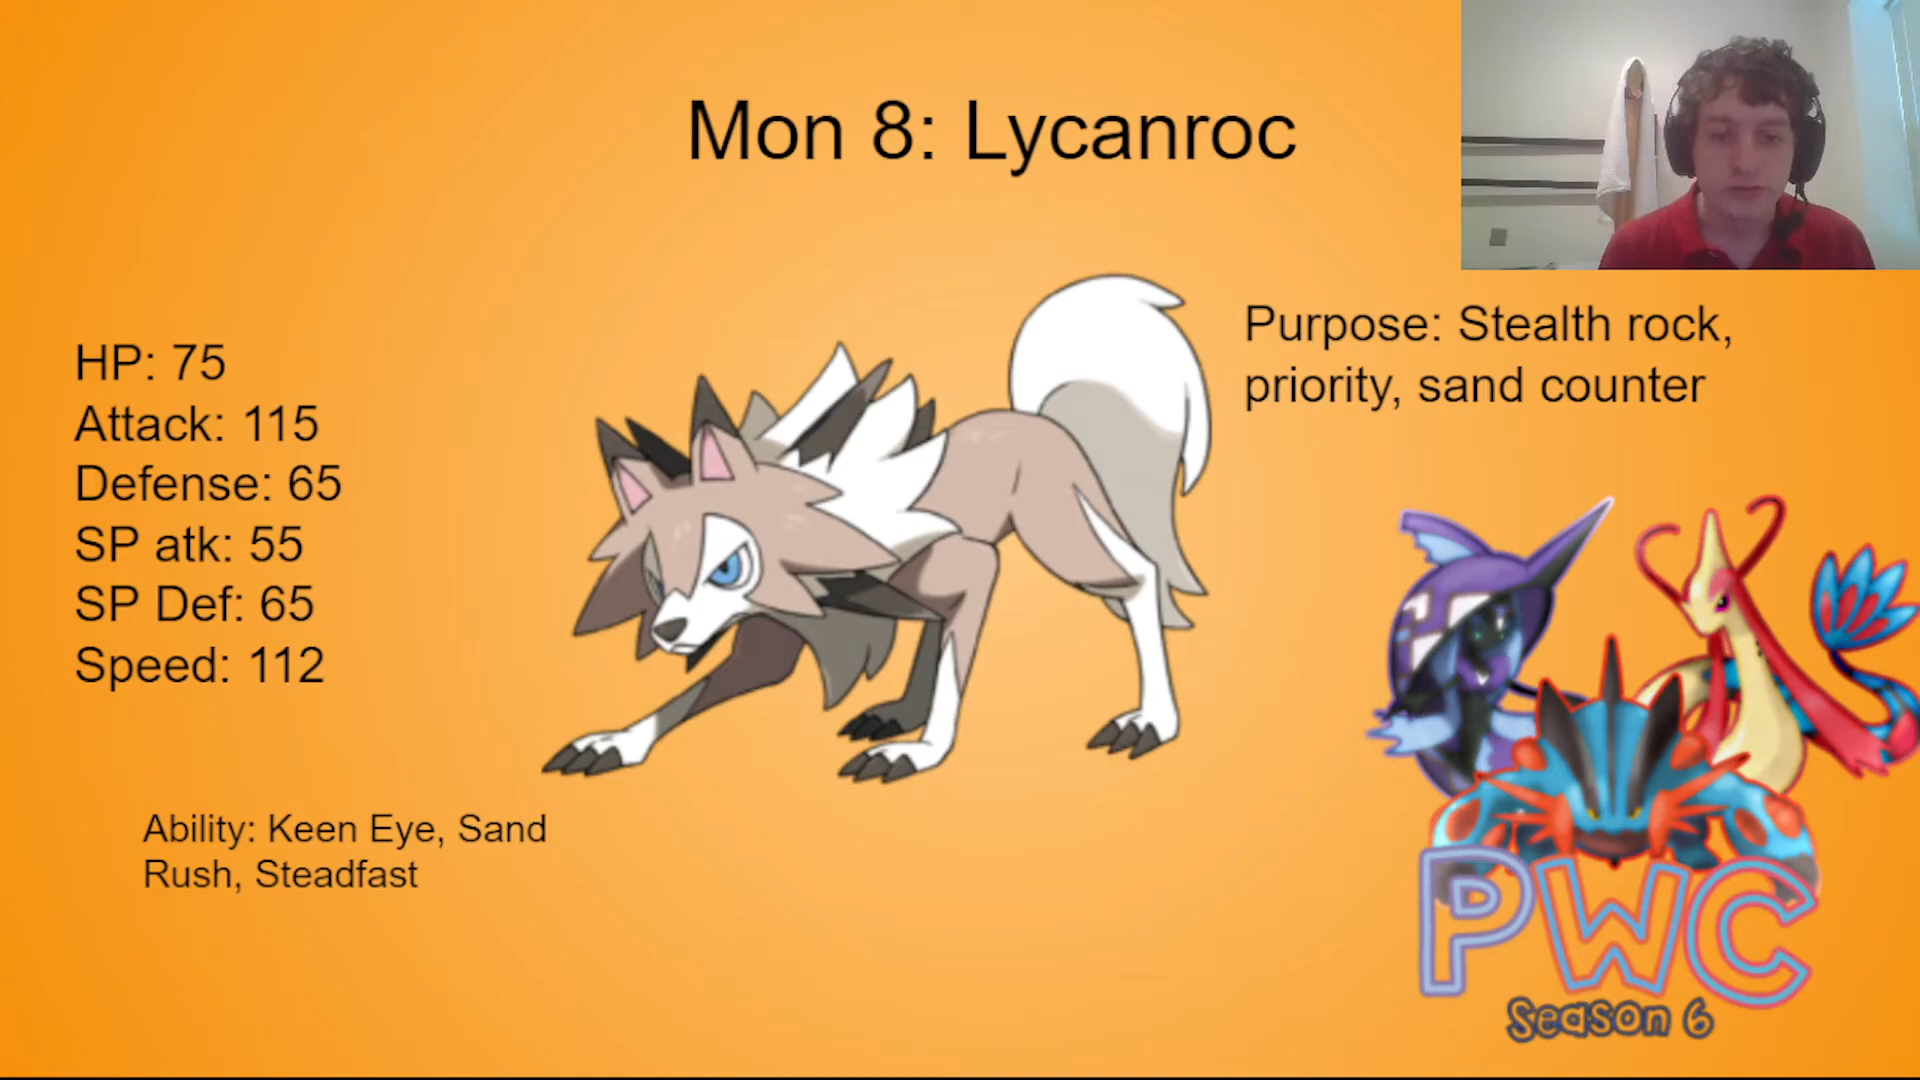 Mon 8: Lycanroc
HP: 75
Attack: 115
Defense: 65
SP atk: 55
SP Def: 65
Speed: 112
Purpose: Stealth rock,
priority, sand counter
Ability: Keen Eye, Sand
Rush, Steadfast
PWC
Season 6